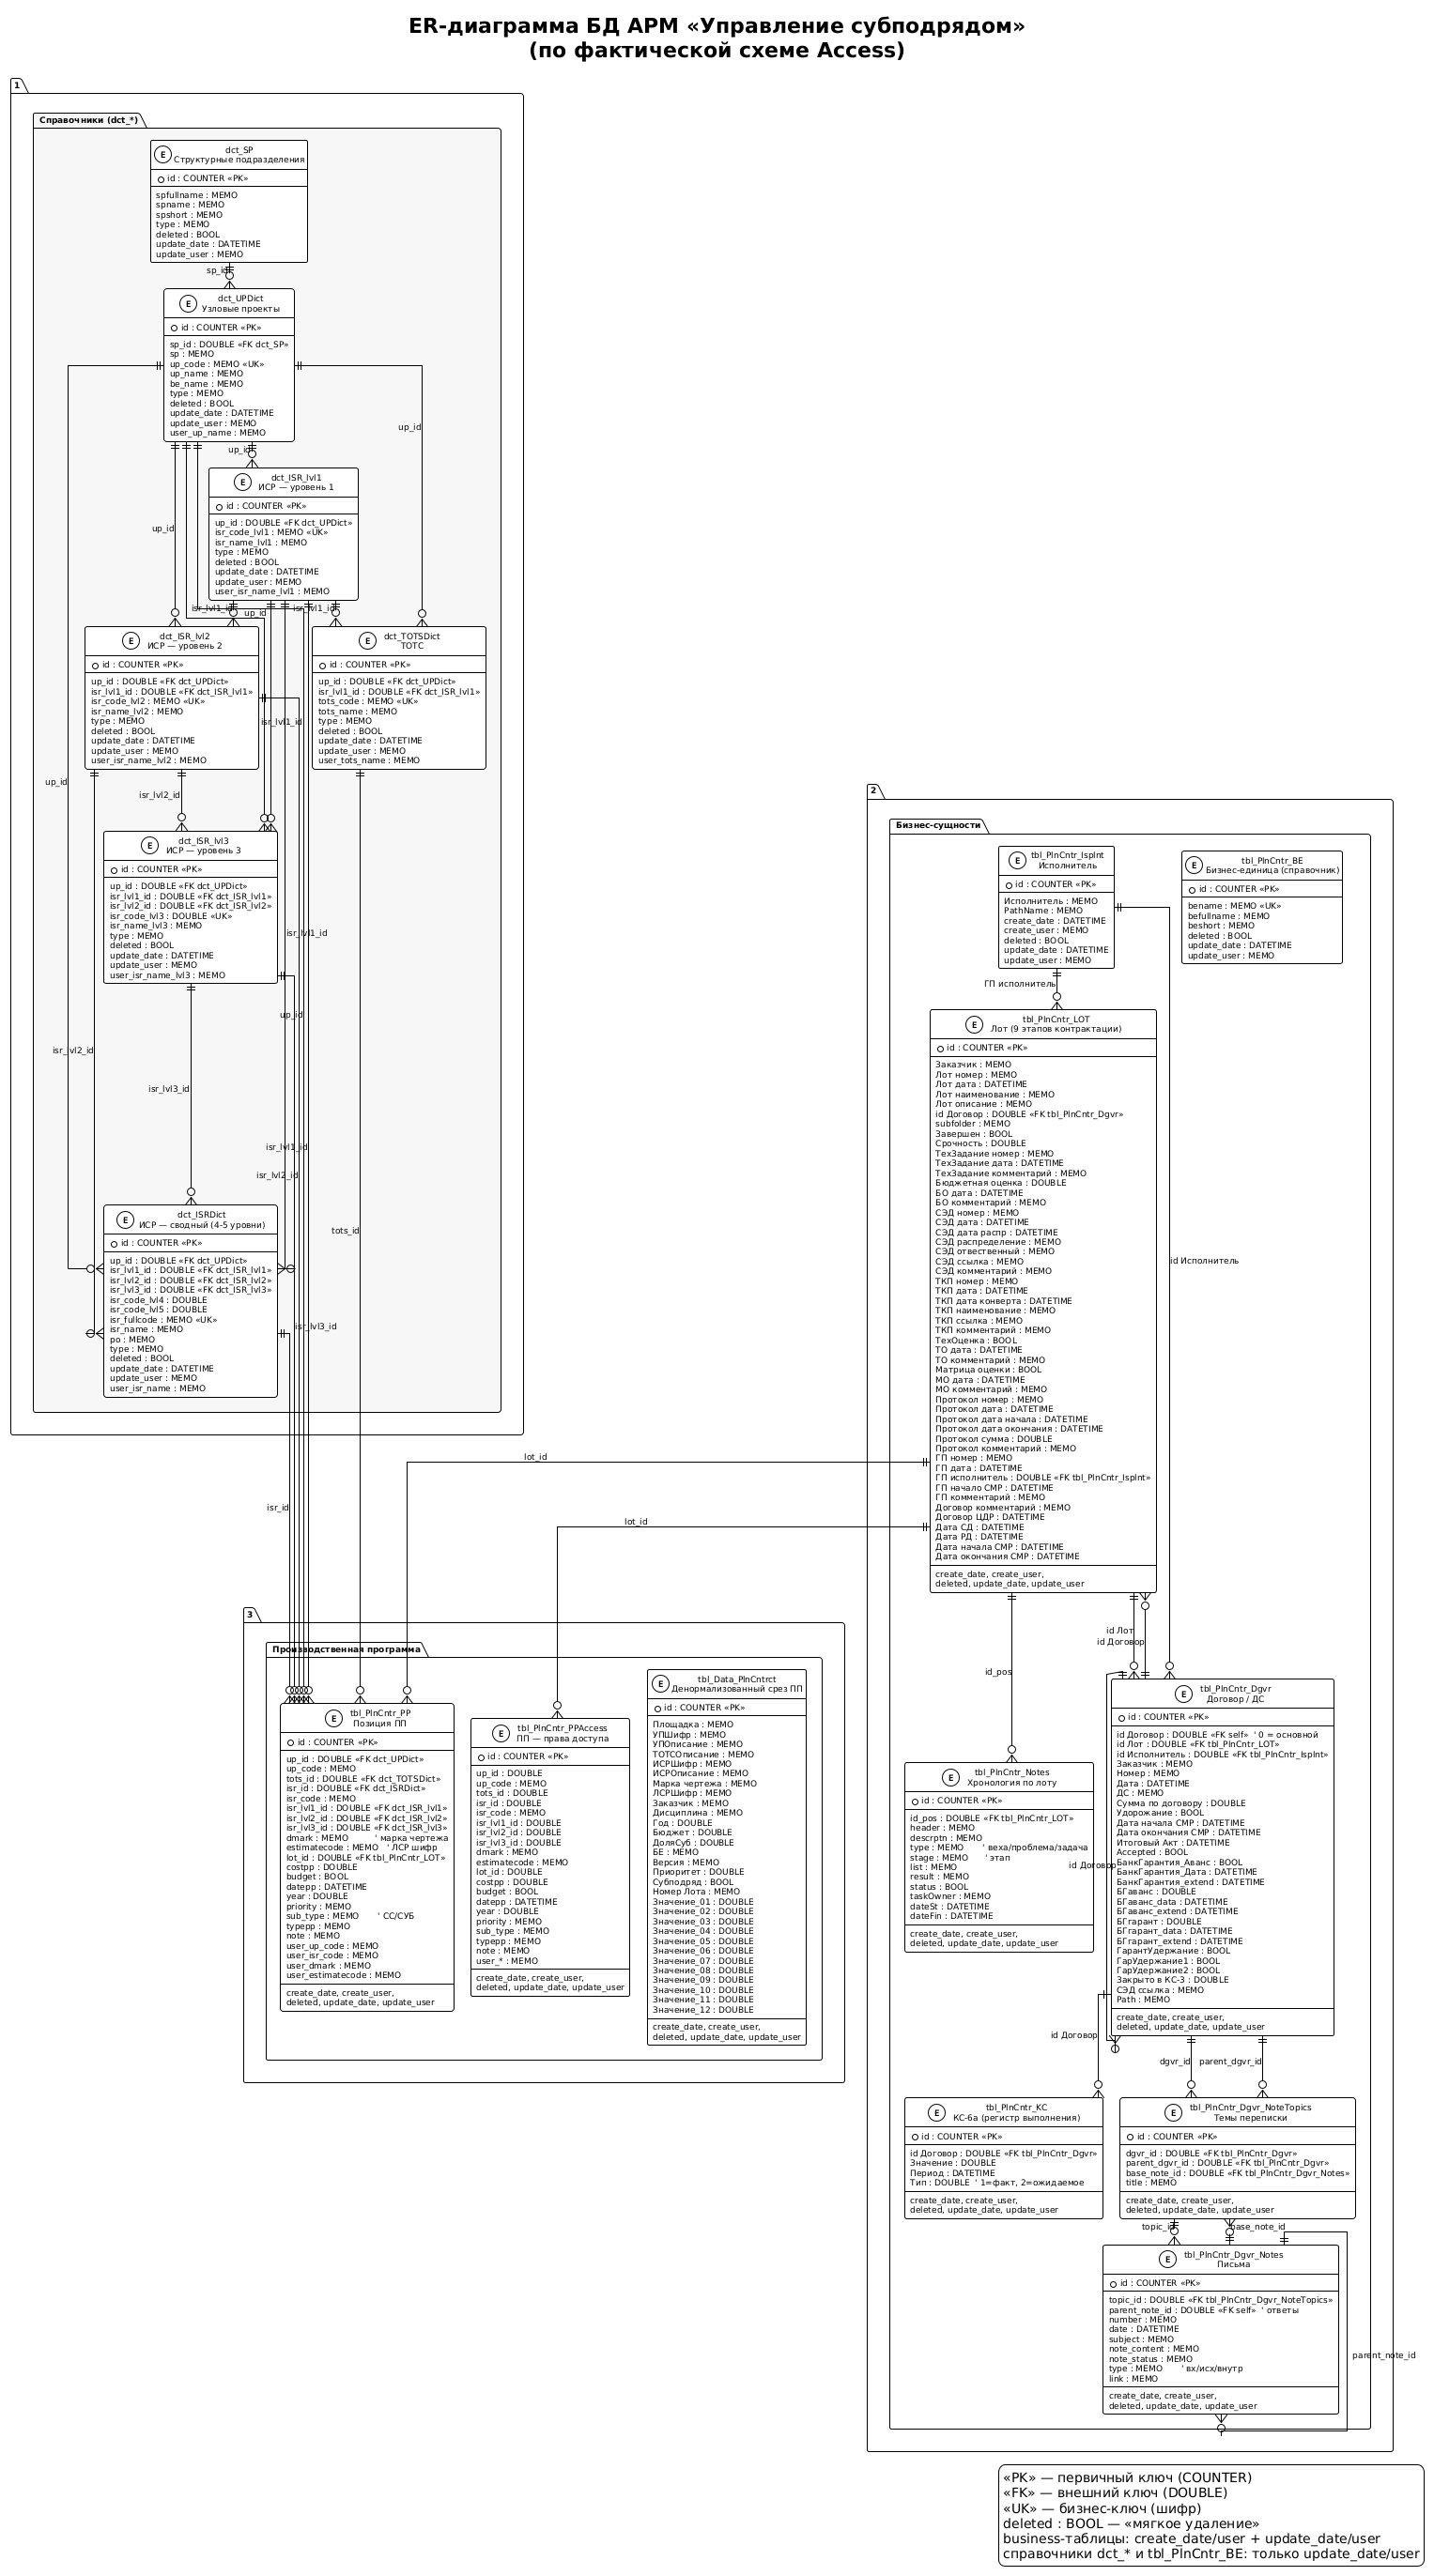 ER-диаграмма БД АРМ «Управление субподрядом»
(по фактической схеме Access)
1
Справочники (dct_*)
E
dct_SP
Структурные подразделения
id : COUNTER «PK»
spfullname : MEMO
spname : MEMO
spshort : MEMO
type : MEMO
deleted : BOOL
update_date : DATETIME
update_user : MEMO
sp_id
E
dct_UPDict
Узловые проекты
id : COUNTER «PK»
sp_id : DOUBLE «FK dct_SP»
sp : MEMO
up_code : MEMO «UK»
up_name : MEMO
be_name : MEMO
type : MEMO
deleted : BOOL
update_date : DATETIME
update_user : MEMO
user_up_name : MEMO
up_id
up_id
E
dct_ISR_lvl1
ИСР — уровень 1
id : COUNTER «PK»
up_id : DOUBLE «FK dct_UPDict»
isr_code_lvl1 : MEMO «UK»
isr_name_lvl1 : MEMO
type : MEMO
deleted : BOOL
update_date : DATETIME
update_user : MEMO
user_isr_name_lvl1 : MEMO
up_id
isr_lvl1_id
up_id
isr_lvl1_id
E
dct_ISR_lvl2
ИСР — уровень 2
id : COUNTER «PK»
up_id : DOUBLE «FK dct_UPDict»
isr_lvl1_id : DOUBLE «FK dct_ISR_lvl1»
isr_code_lvl2 : MEMO «UK»
isr_name_lvl2 : MEMO
type : MEMO
deleted : BOOL
update_date : DATETIME
update_user : MEMO
user_isr_name_lvl2 : MEMO
E
dct_TOTSDict
ТОТС
id : COUNTER «PK»
up_id : DOUBLE «FK dct_UPDict»
isr_lvl1_id : DOUBLE «FK dct_ISR_lvl1»
tots_code : MEMO «UK»
tots_name : MEMO
type : MEMO
deleted : BOOL
update_date : DATETIME
update_user : MEMO
user_tots_name : MEMO
isr_lvl1_id
up_id
isr_lvl2_id
E
dct_ISR_lvl3
ИСР — уровень 3
id : COUNTER «PK»
up_id : DOUBLE «FK dct_UPDict»
isr_lvl1_id : DOUBLE «FK dct_ISR_lvl1»
isr_lvl2_id : DOUBLE «FK dct_ISR_lvl2»
isr_code_lvl3 : DOUBLE «UK»
isr_name_lvl3 : MEMO
type : MEMO
deleted : BOOL
update_date : DATETIME
update_user : MEMO
user_isr_name_lvl3 : MEMO
isr_lvl1_id
up_id
isr_lvl2_id
isr_lvl3_id
isr_lvl1_id
isr_lvl2_id
tots_id
E
dct_ISRDict
ИСР — сводный (4-5 уровни)
id : COUNTER «PK»
up_id : DOUBLE «FK dct_UPDict»
isr_lvl1_id : DOUBLE «FK dct_ISR_lvl1»
isr_lvl2_id : DOUBLE «FK dct_ISR_lvl2»
isr_lvl3_id : DOUBLE «FK dct_ISR_lvl3»
isr_code_lvl4 : DOUBLE
isr_code_lvl5 : DOUBLE
isr_fullcode : MEMO «UK»
isr_name : MEMO
po : MEMO
type : MEMO
deleted : BOOL
update_date : DATETIME
update_user : MEMO
user_isr_name : MEMO
isr_lvl3_id
isr_id
lot_id
lot_id
2
Бизнес-сущности
E
tbl_PlnCntr_Isplnt
Исполнитель
id : COUNTER «PK»
Исполнитель : MEMO
PathName : MEMO
create_date : DATETIME
create_user : MEMO
deleted : BOOL
update_date : DATETIME
update_user : MEMO
E
tbl_PlnCntr_BE
Бизнес-единица (справочник)
id : COUNTER «PK»
bename : MEMO «UK»
befullname : MEMO
beshort : MEMO
deleted : BOOL
update_date : DATETIME
update_user : MEMO
ГП исполнитель
E
tbl_PlnCntr_LOT
Лот (9 этапов контрактации)
id : COUNTER «PK»
Заказчик : MEMO
Лот номер : MEMO
Лот дата : DATETIME
Лот наименование : MEMO
Лот описание : MEMO
id Договор : DOUBLE «FK tbl_PlnCntr_Dgvr»
subfolder : MEMO
Завершен : BOOL
Срочность : DOUBLE
ТехЗадание номер : MEMO
ТехЗадание дата : DATETIME
ТехЗадание комментарий : MEMO
Бюджетная оценка : DOUBLE
БО дата : DATETIME
БО комментарий : MEMO
СЭД номер : MEMO
СЭД дата : DATETIME
СЭД дата распр : DATETIME
СЭД распределение : MEMO
СЭД отвественный : MEMO
СЭД ссылка : MEMO
СЭД комментарий : MEMO
ТКП номер : MEMO
ТКП дата : DATETIME
ТКП дата конверта : DATETIME
ТКП наименование : MEMO
ТКП ссылка : MEMO
ТКП комментарий : MEMO
ТехОценка : BOOL
ТО дата : DATETIME
ТО комментарий : MEMO
Матрица оценки : BOOL
МО дата : DATETIME
МО комментарий : MEMO
Протокол номер : MEMO
Протокол дата : DATETIME
Протокол дата начала : DATETIME
Протокол дата окончания : DATETIME
Протокол сумма : DOUBLE
Протокол комментарий : MEMO
ГП номер : MEMO
ГП дата : DATETIME
ГП исполнитель : DOUBLE «FK tbl_PlnCntr_Isplnt»
ГП начало СМР : DATETIME
ГП комментарий : MEMO
Договор комментарий : MEMO
Договор ЦДР : DATETIME
Дата СД : DATETIME
Дата РД : DATETIME
Дата начала СМР : DATETIME
Дата окончания СМР : DATETIME
create_date, create_user,
deleted, update_date, update_user
id Исполнитель
id Лот
id Договор
id_pos
3
Производственная программа
E
tbl_PlnCntr_PP
Позиция ПП
id : COUNTER «PK»
up_id : DOUBLE «FK dct_UPDict»
up_code : MEMO
tots_id : DOUBLE «FK dct_TOTSDict»
isr_id : DOUBLE «FK dct_ISRDict»
isr_code : MEMO
isr_lvl1_id : DOUBLE «FK dct_ISR_lvl1»
isr_lvl2_id : DOUBLE «FK dct_ISR_lvl2»
isr_lvl3_id : DOUBLE «FK dct_ISR_lvl3»
dmark : MEMO ' марка чертежа
estimatecode : MEMO ' ЛСР шифр
lot_id : DOUBLE «FK tbl_PlnCntr_LOT»
costpp : DOUBLE
budget : BOOL
datepp : DATETIME
year : DOUBLE
priority : MEMO
sub_type : MEMO ' СС/СУБ
typepp : MEMO
note : MEMO
user_up_code : MEMO
user_isr_code : MEMO
user_dmark : MEMO
user_estimatecode : MEMO
create_date, create_user,
deleted, update_date, update_user
E
tbl_PlnCntr_PPAccess
ПП — права доступа
id : COUNTER «PK»
up_id : DOUBLE
up_code : MEMO
tots_id : DOUBLE
isr_id : DOUBLE
isr_code : MEMO
isr_lvl1_id : DOUBLE
isr_lvl2_id : DOUBLE
isr_lvl3_id : DOUBLE
dmark : MEMO
estimatecode : MEMO
lot_id : DOUBLE
costpp : DOUBLE
budget : BOOL
datepp : DATETIME
year : DOUBLE
priority : MEMO
sub_type : MEMO
typepp : MEMO
note : MEMO
user_* : MEMO
create_date, create_user,
deleted, update_date, update_user
E
tbl_Data_PlnCntrct
Денормализованный срез ПП
id : COUNTER «PK»
Площадка : MEMO
УПШифр : MEMO
УПОписание : MEMO
ТОТСОписание : MEMO
ИСРШифр : MEMO
ИСРОписание : MEMO
Марка чертежа : MEMO
ЛСРШифр : MEMO
Заказчик : MEMO
Дисциплина : MEMO
Год : DOUBLE
Бюджет : DOUBLE
ДоляСуб : DOUBLE
БЕ : MEMO
Версия : MEMO
Приоритет : DOUBLE
Субподряд : BOOL
Номер Лота : MEMO
Значение_01 : DOUBLE
Значение_02 : DOUBLE
Значение_03 : DOUBLE
Значение_04 : DOUBLE
Значение_05 : DOUBLE
Значение_06 : DOUBLE
Значение_07 : DOUBLE
Значение_08 : DOUBLE
Значение_09 : DOUBLE
Значение_10 : DOUBLE
Значение_11 : DOUBLE
Значение_12 : DOUBLE
create_date, create_user,
deleted, update_date, update_user
E
tbl_PlnCntr_Notes
Хронология по лоту
id : COUNTER «PK»
id_pos : DOUBLE «FK tbl_PlnCntr_LOT»
header : MEMO
descrptn : MEMO
type : MEMO ' веха/проблема/задача
stage : MEMO ' этап
list : MEMO
result : MEMO
status : BOOL
taskOwner : MEMO
dateSt : DATETIME
dateFin : DATETIME
create_date, create_user,
deleted, update_date, update_user
id Договор
E
tbl_PlnCntr_Dgvr
Договор / ДС
id : COUNTER «PK»
id Договор : DOUBLE «FK self» ' 0 = основной
id Лот : DOUBLE «FK tbl_PlnCntr_LOT»
id Исполнитель : DOUBLE «FK tbl_PlnCntr_Isplnt»
Заказчик : MEMO
Номер : MEMO
Дата : DATETIME
ДС : MEMO
Сумма по договору : DOUBLE
Удорожание : BOOL
Дата начала СМР : DATETIME
Дата окончания СМР : DATETIME
Итоговый Акт : DATETIME
Accepted : BOOL
БанкГарантия_Аванс : BOOL
БанкГарантия_Дата : DATETIME
БанкГарантия_extend : DATETIME
БГаванс : DOUBLE
БГаванс_data : DATETIME
БГаванс_extend : DATETIME
БГгарант : DOUBLE
БГгарант_data : DATETIME
БГгарант_extend : DATETIME
ГарантУдержание : BOOL
ГарУдержание1 : BOOL
ГарУдержание2 : BOOL
Закрыто в КС-3 : DOUBLE
СЭД ссылка : MEMO
Path : MEMO
create_date, create_user,
deleted, update_date, update_user
id Договор
dgvr_id
parent_dgvr_id
E
tbl_PlnCntr_KC
КС-6а (регистр выполнения)
id : COUNTER «PK»
id Договор : DOUBLE «FK tbl_PlnCntr_Dgvr»
Значение : DOUBLE
Период : DATETIME
Тип : DOUBLE ' 1=факт, 2=ожидаемое
create_date, create_user,
deleted, update_date, update_user
E
tbl_PlnCntr_Dgvr_NoteTopics
Темы переписки
id : COUNTER «PK»
dgvr_id : DOUBLE «FK tbl_PlnCntr_Dgvr»
parent_dgvr_id : DOUBLE «FK tbl_PlnCntr_Dgvr»
base_note_id : DOUBLE «FK tbl_PlnCntr_Dgvr_Notes»
title : MEMO
create_date, create_user,
deleted, update_date, update_user
topic_id
base_note_id
E
tbl_PlnCntr_Dgvr_Notes
Письма
id : COUNTER «PK»
topic_id : DOUBLE «FK tbl_PlnCntr_Dgvr_NoteTopics»
parent_note_id : DOUBLE «FK self» ' ответы
number : MEMO
date : DATETIME
subject : MEMO
note_content : MEMO
note_status : MEMO
type : MEMO ' вх/исх/внутр
link : MEMO
create_date, create_user,
deleted, update_date, update_user
parent_note_id
«PK» — первичный ключ (COUNTER)
«FK» — внешний ключ (DOUBLE)
«UK» — бизнес-ключ (шифр)
deleted : BOOL — «мягкое удаление»
business-таблицы: create_date/user + update_date/user
справочники dct_* и tbl_PlnCntr_BE: только update_date/user